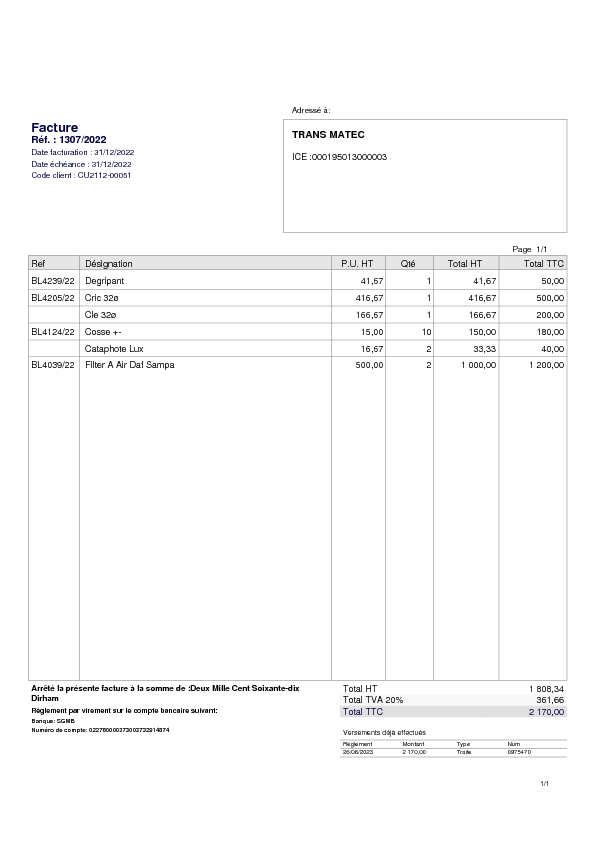 Adressé à:
Facture
Réf. : 1307/2022
Date facturation : 31/12/2022
Date échéance : 31/12/2022
Code client : CU2112-00051
TRANS MATEC
ICE :000195013000003
Page 1/1
Ref Désignation P.U. HT Qté Total HT Total TTC
BL4239/22 Degripant 41,67 1 41,67 50,00
BL4205/22 Cric 32ø 416,67 1 416,67 500,00
Cle 32ø 166,67 1 166,67 200,00
BL4124/22 Cosse +- 15,00 10 150,00 180,00
Cataphote Lux 16,67 2 33,33 40,00
BL4039/22 Filter A Air Daf Sampa 500,00 2 1 000,00 1 200,00
Arrêté la présente facture à la somme de :Deux Mille Cent Soixante-dix
Dirham
Règlement par virement sur le compte bancaire suivant:
Banque: SGMB
Numéro de compte:
Total HT 1 808,34
Total TVA 20% 361,66
Total TTC 2 170,00
Versements déjà effectués
Règlement Montant Type Num
26/06/2023 2 170,00 Traite 0975470
1/1